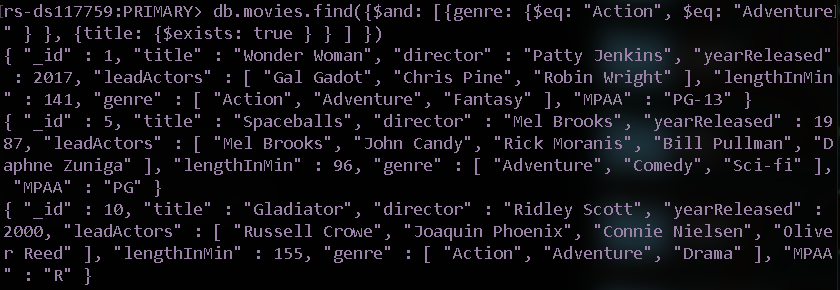 [rs-ds117759:PRIMARY> db.movies.find({$and: [{genre: {$eq: "Action", $eq: "Adventure
" } }, {title: {$exists: true } } ] })
{ "_id" : 1, "title" : "Wonder Woman", "director" : "Patty Jenkins", "yearReleased"
 : 2017, "leadActors" : [ "Gal Gadot", "Chris Pine", "Robin Wright" ], "lengthInMin
" : 141, "genre" : [ "Action", "Adventure", "Fantasy" ], "MPAA" : "PG-13" }
{ "_id" : 5, "title" : "Spaceballs", "director" : "Mel Brooks", "yearReleased" : 19
87, "leadActors" : [ "Mel Brooks", "John Candy", "Rick Moranis", "Bill Pullman", "D
aphne Zuniga" ], "lengthInMin" : 96, "genre" : [ "Adventure", "Comedy", "Sci-fi" ],
 "MPAA" : "PG" }
{ "_id" : 10, "title" : "Gladiator", "director" : "Ridley Scott", "yearReleased" :
2000, "leadActors" : [ "Russell Crowe", "Joaquin Phoenix", "Connie Nielsen", "Olive
r Reed" ], "lengthInMin" : 155, "genre" : [ "Action", "Adventure", "Drama" ], "MPAA
" : "R" }